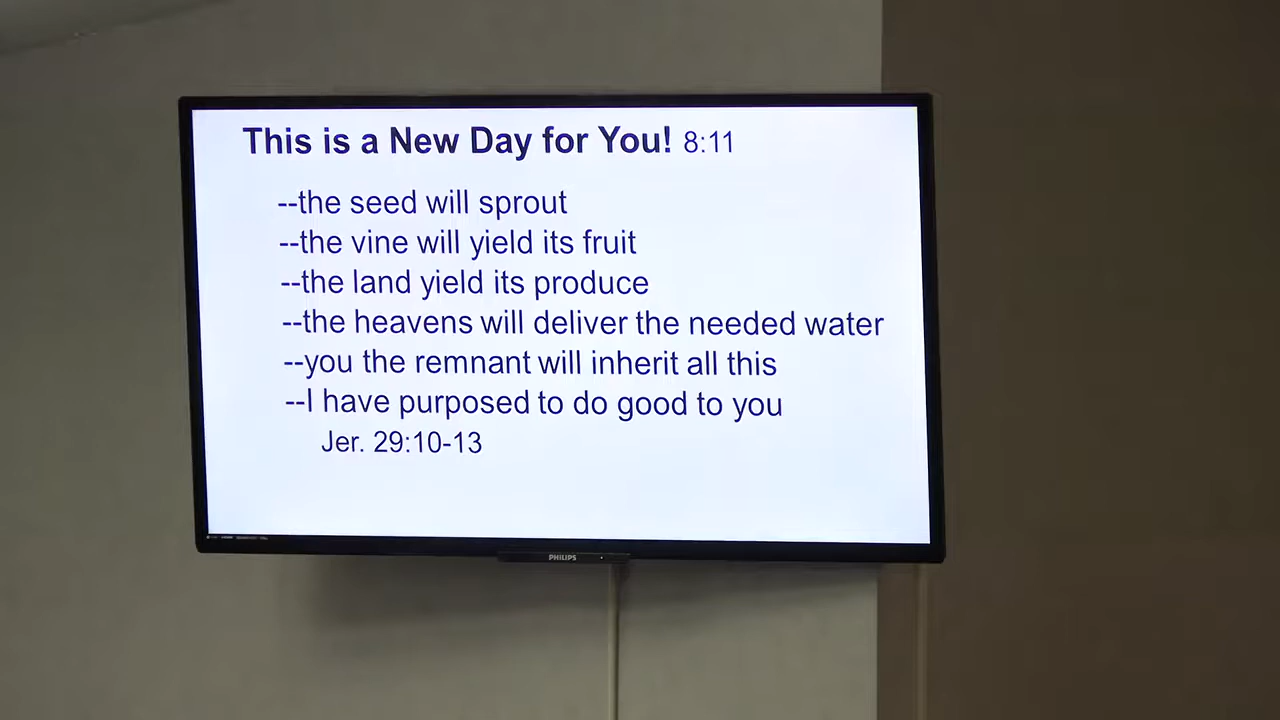 This is a New Day for You! 8:11
--the seed will sprout
--the vine will yield its fruit
--the land yield its produce
--the heavens will deliver the needed water
--you the remnant will inherit all this
--I have purposed to do good to you
Jer. 29:10-13
PHILIPS